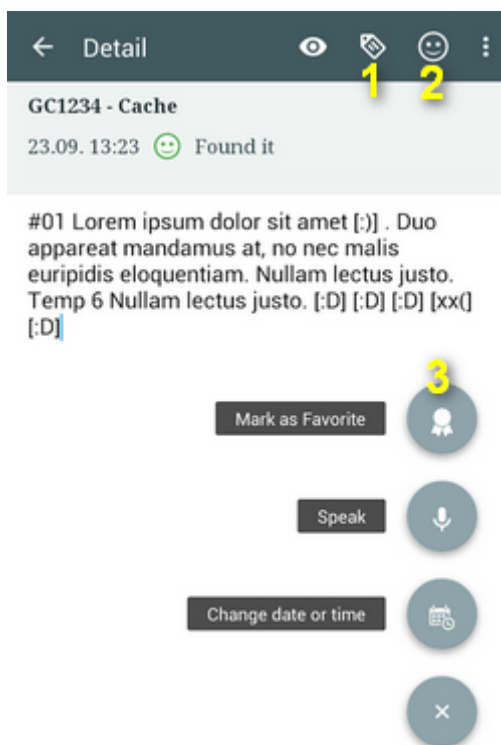 Detail
1
2
GC1234 - Cache
23.09. 13:23 Found it
#01 Lorem ipsum dolor sit amet [:)] . Duo
appareat mandamus at, no nec malis
euripidis eloquentiam. Nullam lectus justo.
Temp 6 Nullam lectus justo. [:D] [:D] [:D] [xx(]
[:D]
3
Mark as Favorite
Speak
Change date or time